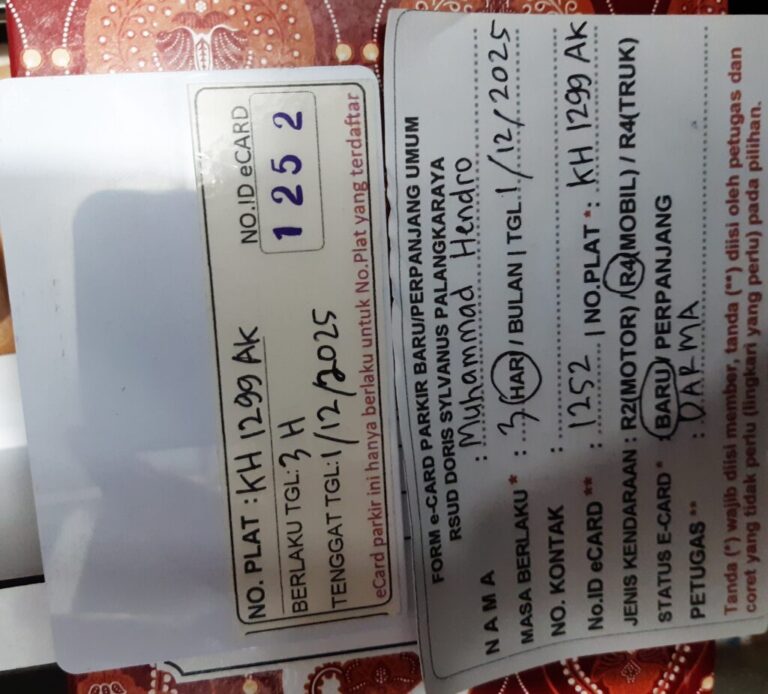 NO. PLAT : KH 1299 AK
BERLAKU TGL: 3 H
TENGGAT TGL: 1/12/2025
eCard parkir ini hanya berlaku untuk No.Plat yang terdaftar
NO.ID eCARD
1252
FORM e-CARD PARKIR BARU/PERPANJANG UMUM
RSUD DORIS SYLVANUS PALANGKARAYA
N A M A : Muhammad Hendro
MASA BERLAKU * : 3 HARI / BULAN | TGL 1/12/2025
NO. KONTAK :
No.ID eCARD ** : 1252 | NO.PLAT * : KH 1299 AK
JENIS KENDARAAN : R2(MOTOR) / R4(MOBIL) / R4(TRUK)
STATUS E-CARD * : BARU / PERPANJANG
PETUGAS ** : DARMA
Tanda (*) wajib diisi member, tanda (**) diisi oleh petugas dan
coret yang tidak perlu (lingkari yang perlu) pada pilihan.